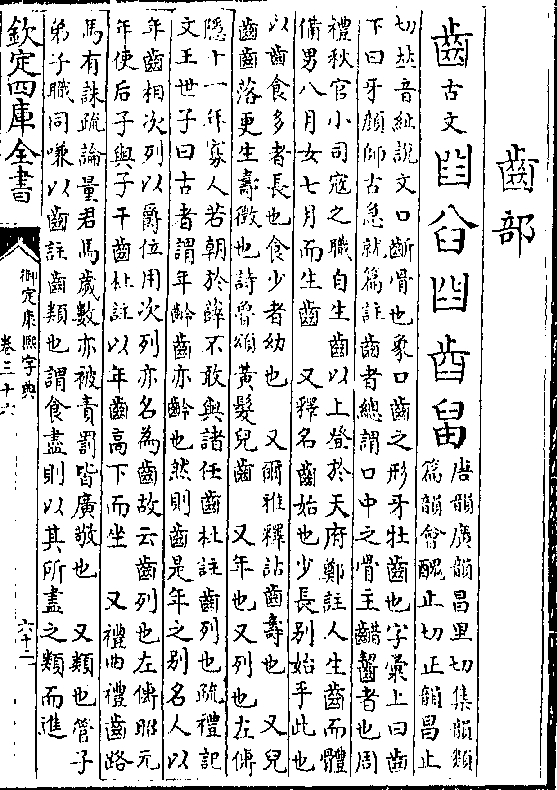 齒部
齒古文𦥒𠚕𠚒𣦋𦥕唐韻廣韻昌里切集韻類
篇韻會醜止切正韻昌止
切𠀤音紪說文口齗骨也象口齒之形牙牡齒也字彙上曰齒
下曰牙顏師古急就篇註齒者總謂口中之骨主齰齧者也周
禮秋官小司寇之職自生齒以上登於天府鄭註人生齒而體
備男八月女七月而生齒　又釋名齒始也少長別始乎此也
以齒食多者長也食少者幼也　又爾雅釋詁齒壽也　又兒
齒齒落更生壽徵也詩魯頌黃髮兒齒　又年也又列也左傳
隱十一年寡人若朝於薛不敢與諸任齒杜註齒列也疏禮記
文王世子曰古者謂年齡齒亦齡也然則齒是年之別名人以
年齒相次列以爵位用次列亦名為齒故云齒列也左傳昭元
年使后子與子干齒杜註以年齒高下而坐　又禮曲禮齒路
馬有誅疏論量君馬歲數亦被責罰皆廣敬也　又類也管子
弟子職同嗛以齒註齒類也謂食盡則以其所盡之類而進
欽定四庫全書
御定康熙字典
卷三十六
六十二